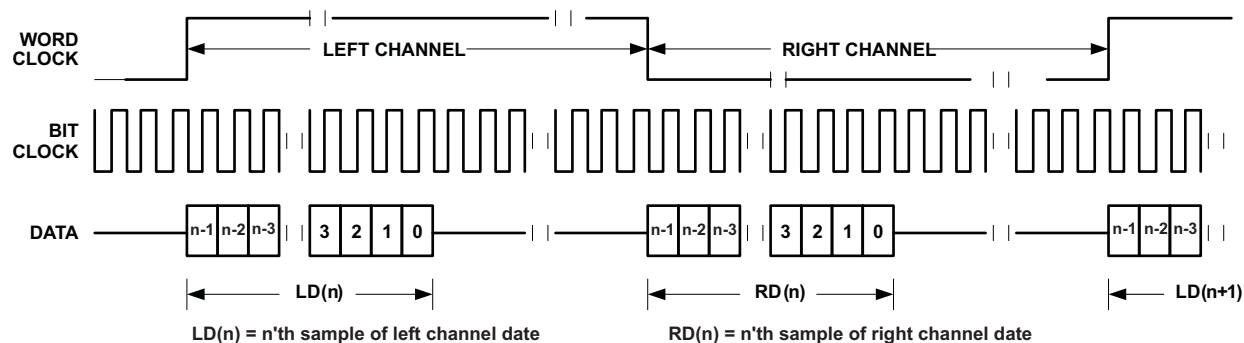 WORD
CLOCK
LEFT CHANNEL
RIGHT CHANNEL
BIT
CLOCK
DATA
n-1 n-2 n-3 3 2 1 0 n-1 n-2 n-3 3 2 1 0 n-1 n-2 n-3
LD(n) RD(n) LD(n+1)
LD(n) = n'th sample of left channel date RD(n) = n'th sample of right channel date